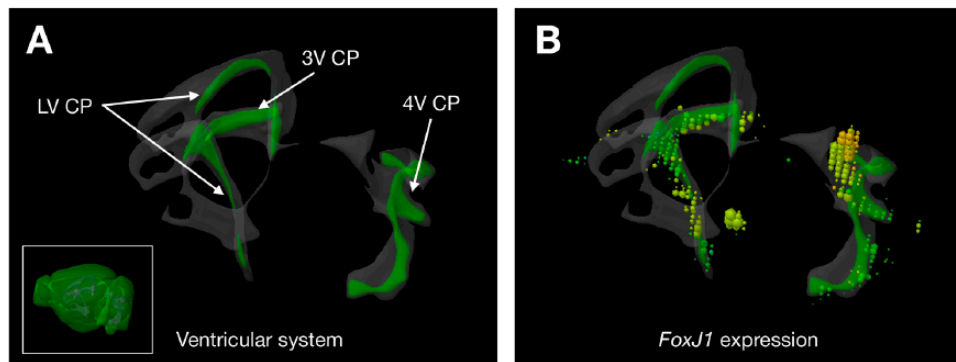 A
3V CP
LV CP
4V CP
Ventricular system
B
FoxJ1 expression